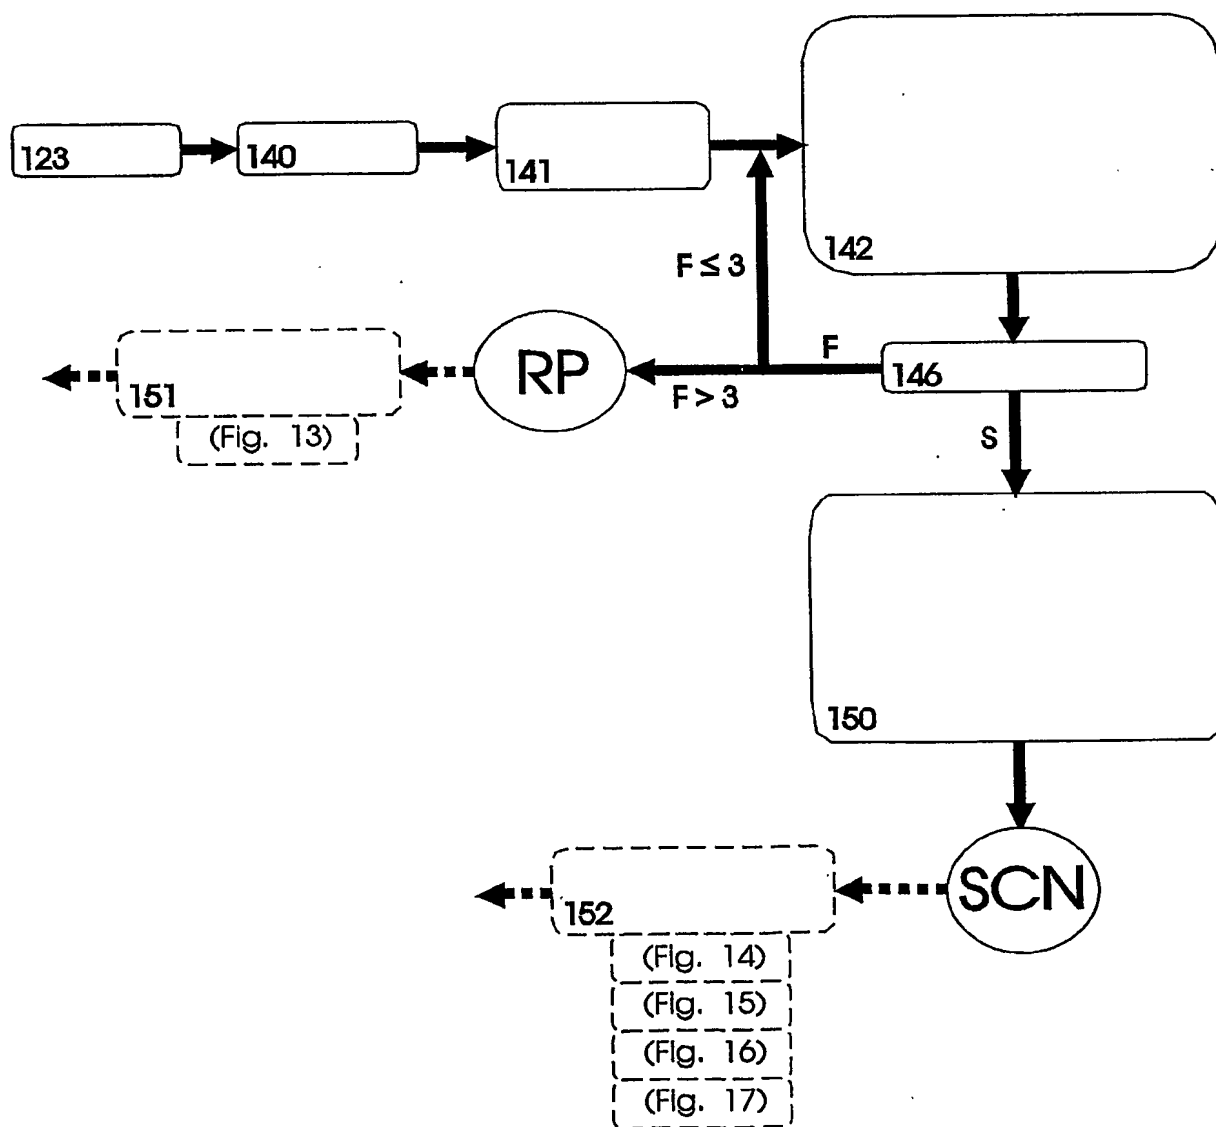 123
140
141
142
F ≤ 3
F
146
RP
F > 3
151
(Fig. 13)
S
150
SCN
152
(Fig. 14)
(Fig. 15)
(Fig. 16)
(Fig. 17)